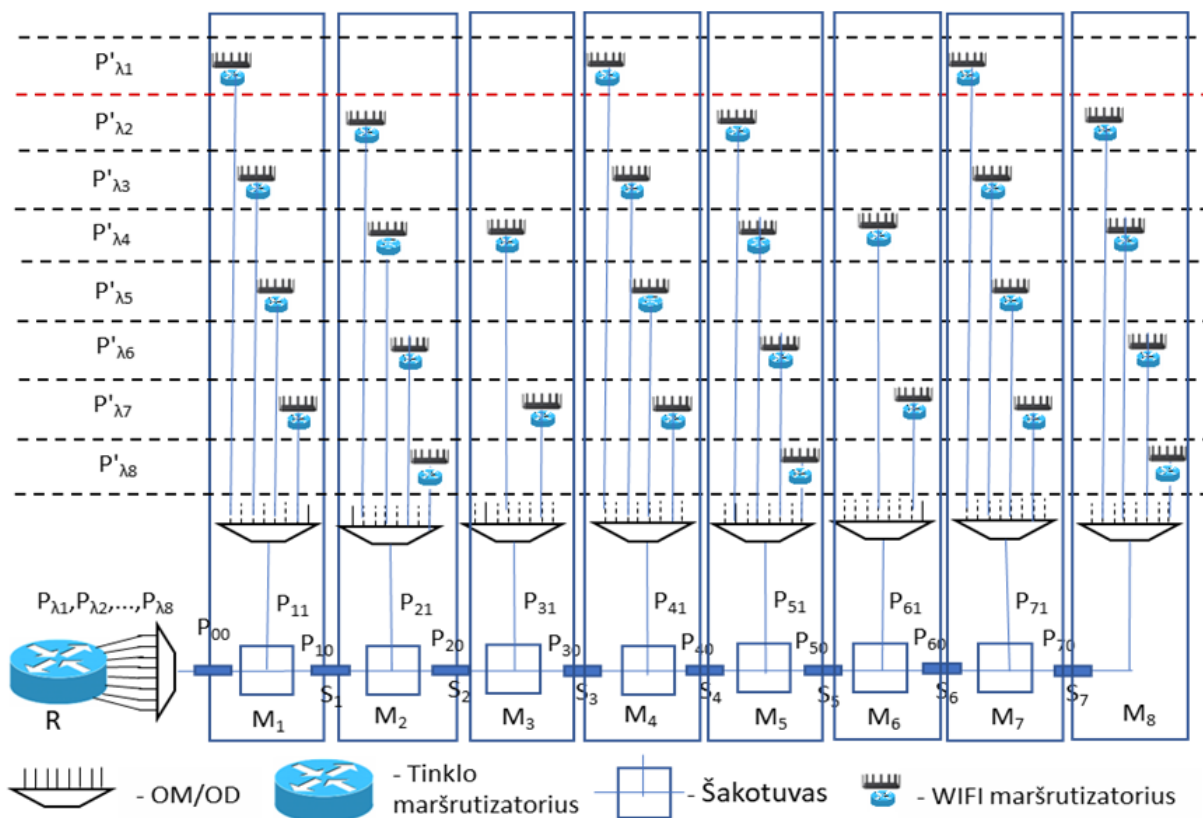 P'λ1
P'λ2
P'λ3
P'λ4
P'λ5
P'λ6
P'λ7
P'λ8
Pλ1,Pλ2,...,Pλ8
P00
P11
P10
P21
P20
P31
P30
P41
P40
P51
P50
P61
P60
P71
P70
R
M1
S1
M2
S2
M3
S3
M4
S4
M5
S5
M6
S6
M7
S7
M8
- OM/OD
- Tinklo
maršrutizatorius
- Šakotuvas
- WIFI maršrutizatorius